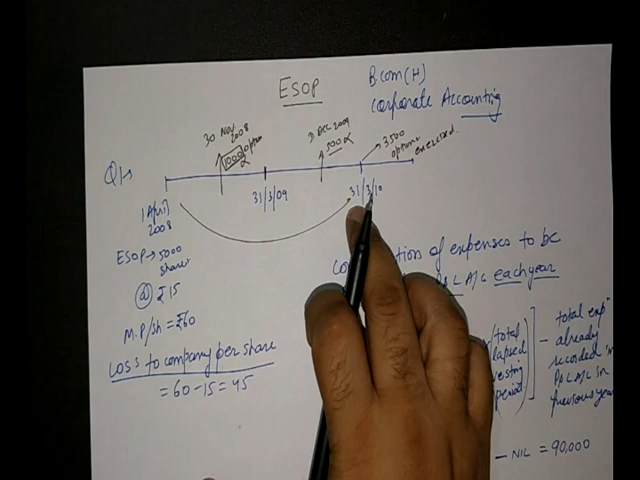 ESOP
Bcom(H)
Corporate Accounting
Q1.
30 Nov
2008
1000 option
31 Dec 2009
500
3500
options exercised.
1 April
2008
31/3/09
31/3/10
ESOP → 5000
shares
@ ₹15
M.P/Sh = ₹60
Loss to company per share
= 60-15 = 45
of expenses to be
P&L A/C each year
total
elapsed
vesting
period
- total exp
already
recorded in
P&L A/C in
previous year
- NIL = 90,000